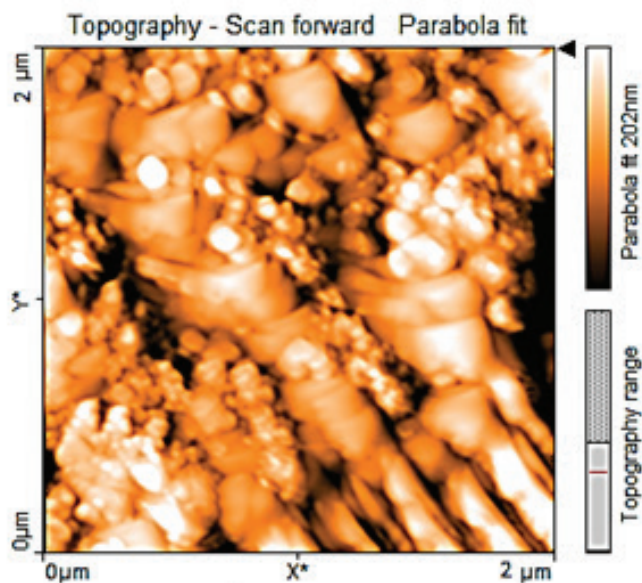 Topography - Scan forward Parabola fit
2 µm
Y*
0µm
0µm
X*
2 µm
Parabola fit 202nm
Topography range